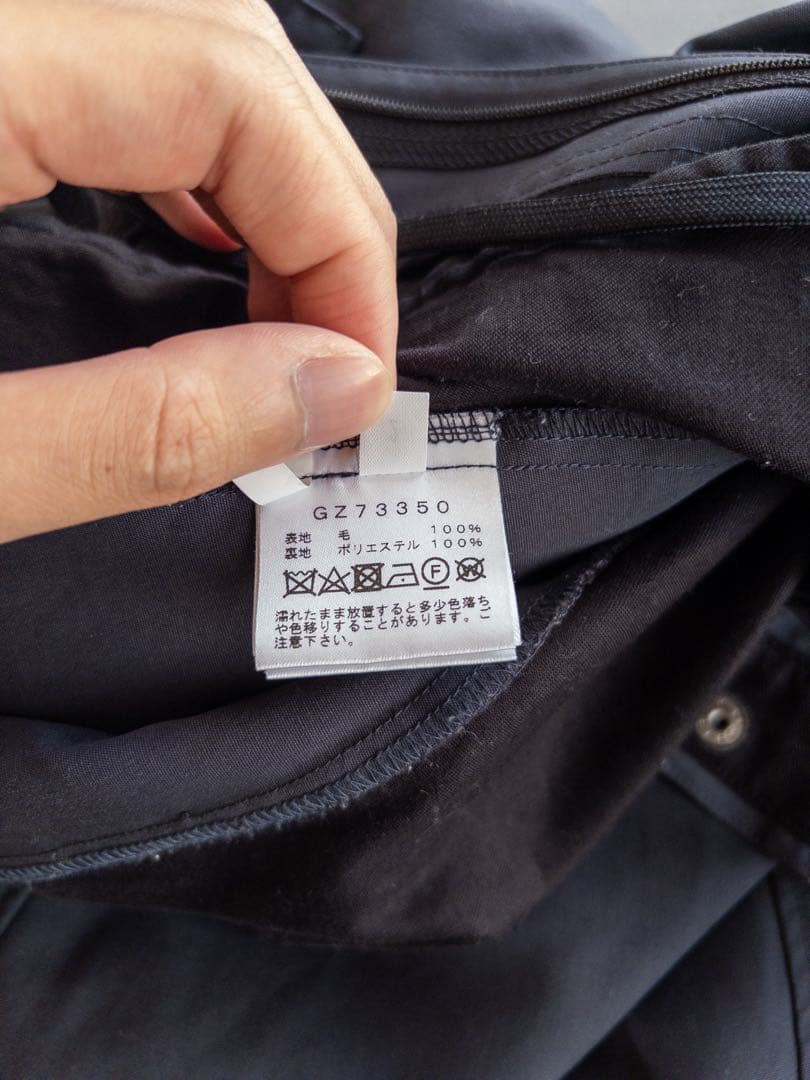 GZ73350
表地 毛 100%
裏地 ポリエステル 100%
F W
濡れたまま放置すると多少色落ち
や色移りすることがあります。ご
注意下さい。